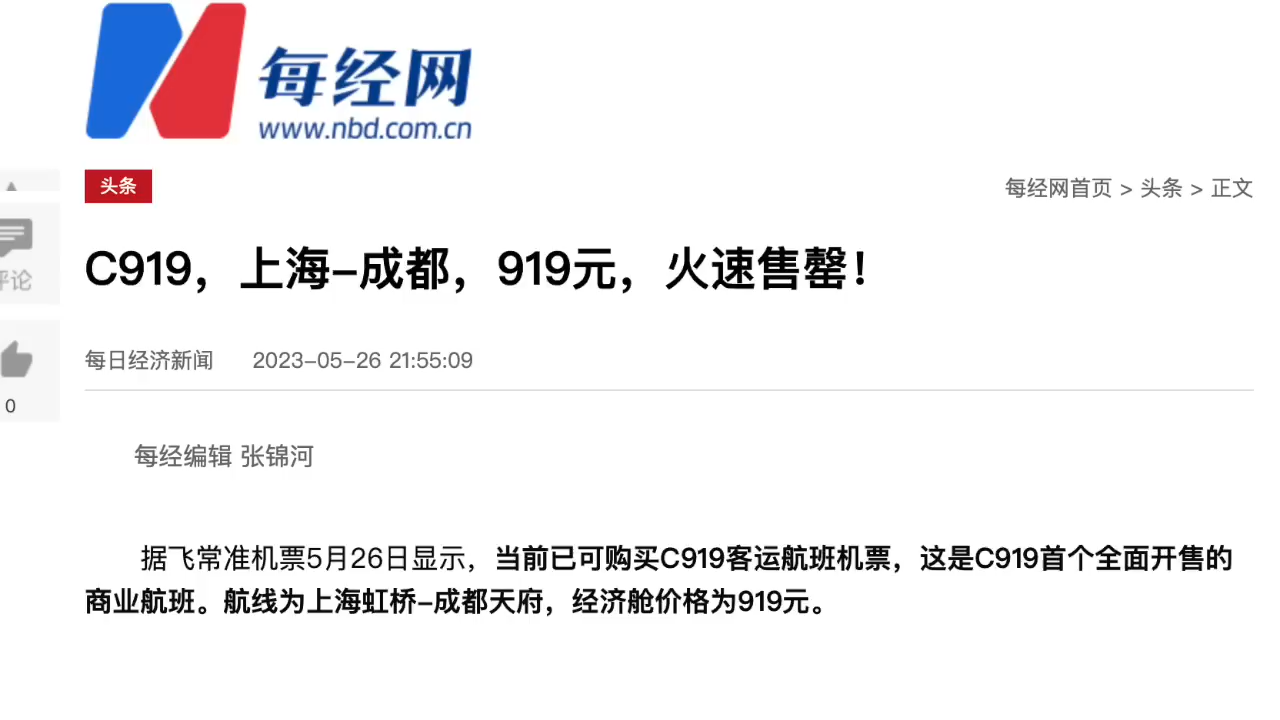 每经网
www.nbd.com.cn
头条
每经网首页 > 头条 > 正文
评论
C919，上海–成都，919元，火速售罄！
每日经济新闻 2023–05–26 21:55:09
0
每经编辑 张锦河
据飞常准机票5月26日显示，当前已可购买C919客运航班机票，这是C919首个全面开售的
商业航班。航线为上海虹桥–成都天府，经济舱价格为919元。